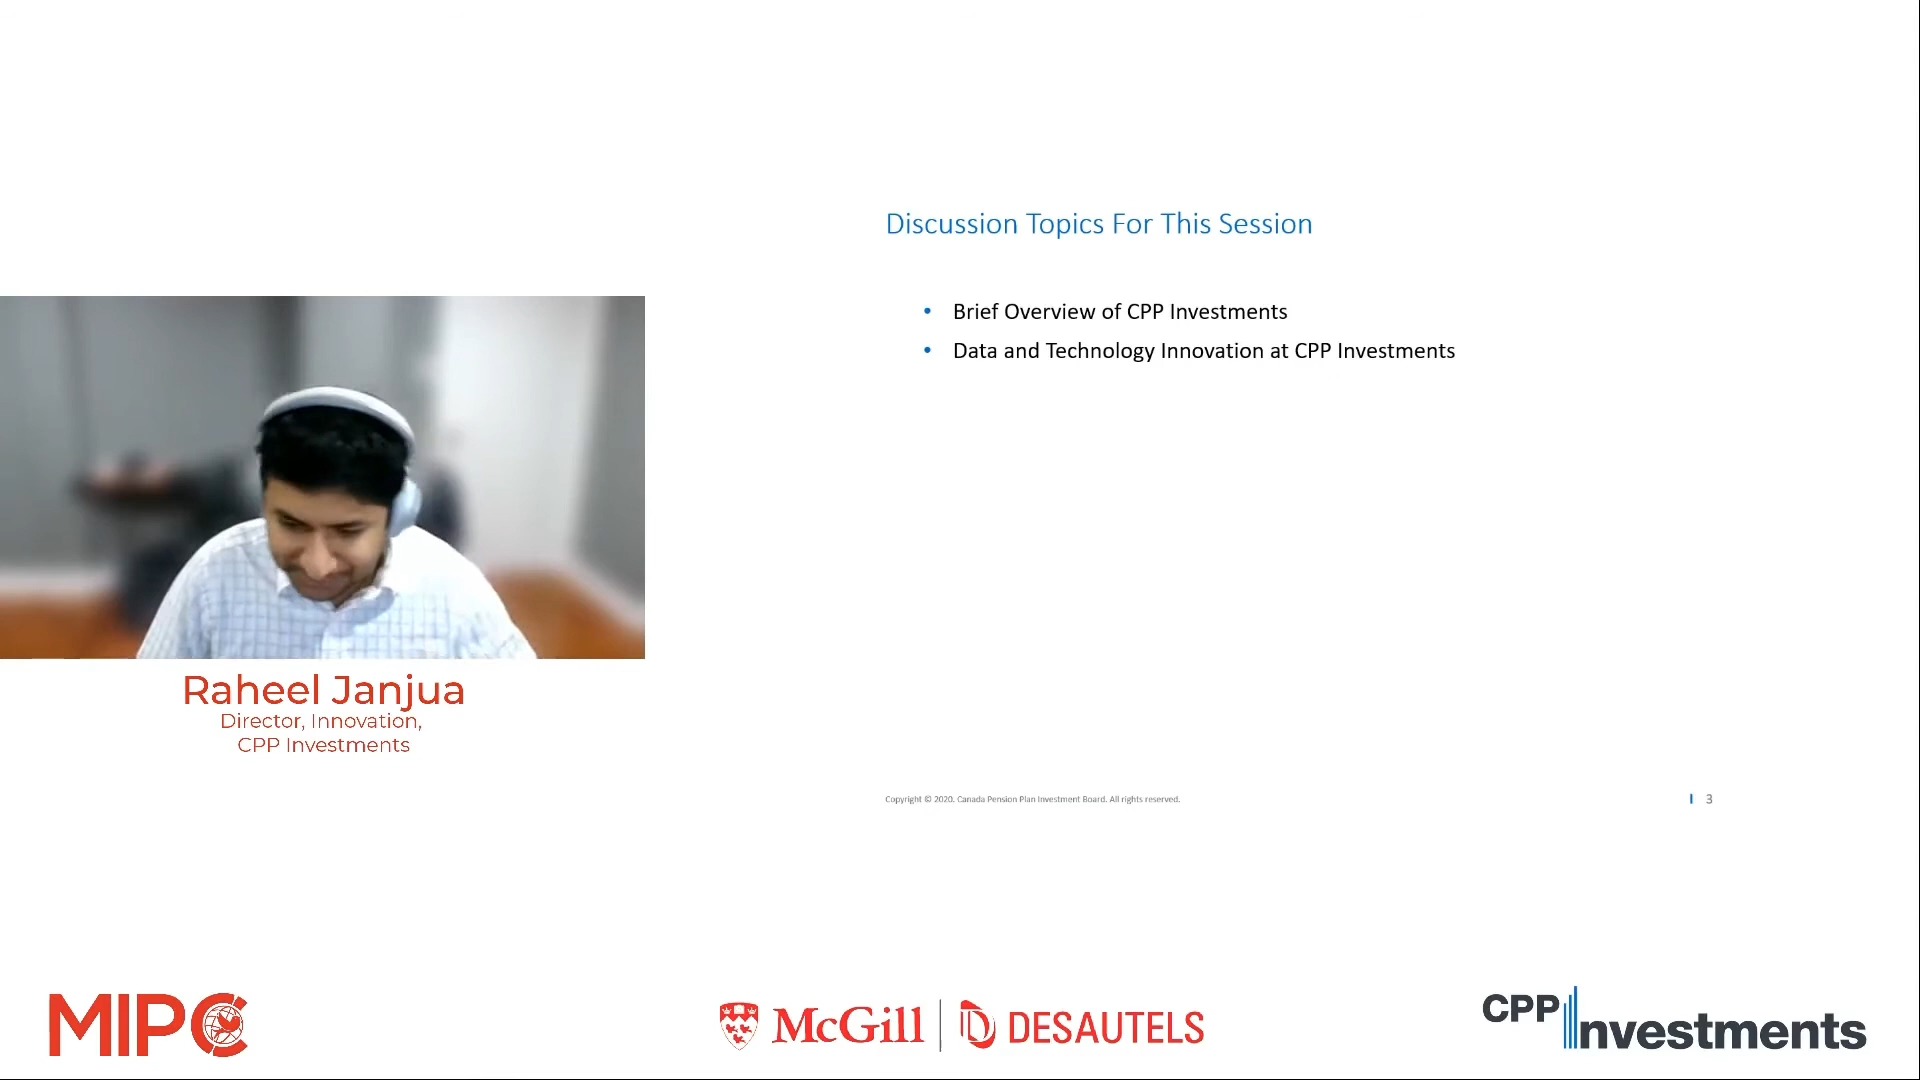 Discussion Topics For This Session
• Brief Overview of CPP Investments
• Data and Technology Innovation at CPP Investments
Raheel Janjua
Director, Innovation,
CPP Investments
Copyright © 2020. Canada Pension Plan Investment Board. All rights reserved.
3
MIPC
McGill
DESAUTELS
CPP Investments